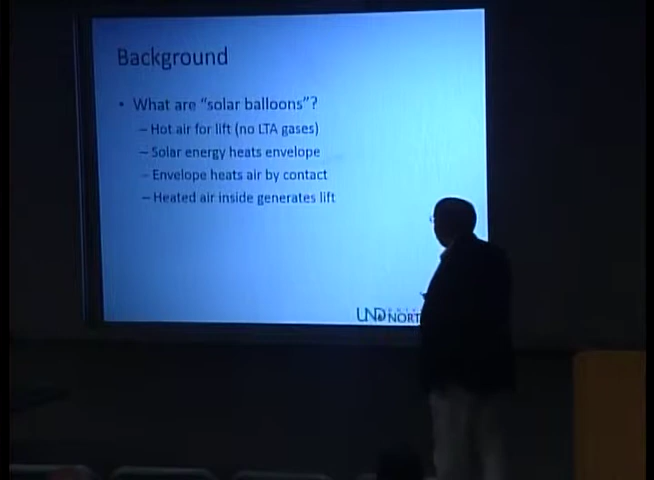 Background
• What are “solar balloons”?
– Hot air for lift (no LTA gases)
– Solar energy heats envelope
– Envelope heats air by contact
– Heated air inside generates lift
UND NORT